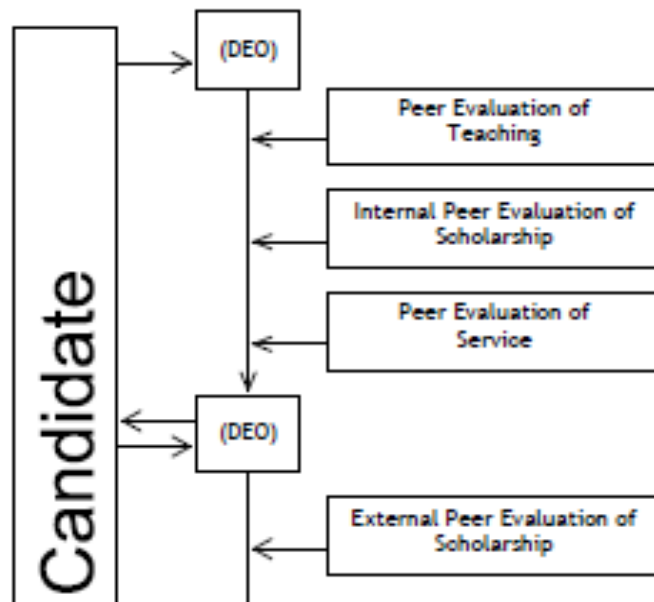 (DEO)
Peer Evaluation of
Teaching
Internal Peer Evaluation of
Scholarship
Peer Evaluation of
Service
Candidate
(DEO)
External Peer Evaluation of
Scholarship